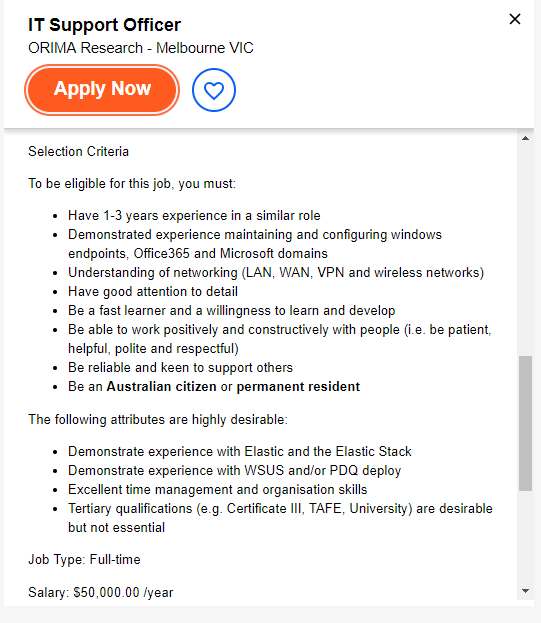 IT Support Officer
ORIMA Research - Melbourne VIC
Apply Now
Selection Criteria
To be eligible for this job, you must:
• Have 1-3 years experience in a similar role
• Demonstrated experience maintaining and configuring windows
endpoints, Office365 and Microsoft domains
• Understanding of networking (LAN, WAN, VPN and wireless networks)
• Have good attention to detail
• Be a fast learner and a willingness to learn and develop
• Be able to work positively and constructively with people (i.e. be patient,
helpful, polite and respectful)
• Be reliable and keen to support others
• Be an Australian citizen or permanent resident
The following attributes are highly desirable:
• Demonstrate experience with Elastic and the Elastic Stack
• Demonstrate experience with WSUS and/or PDQ deploy
• Excellent time management and organisation skills
• Tertiary qualifications (e.g. Certificate III, TAFE, University) are desirable
but not essential
Job Type: Full-time
Salary: $50,000.00 /year